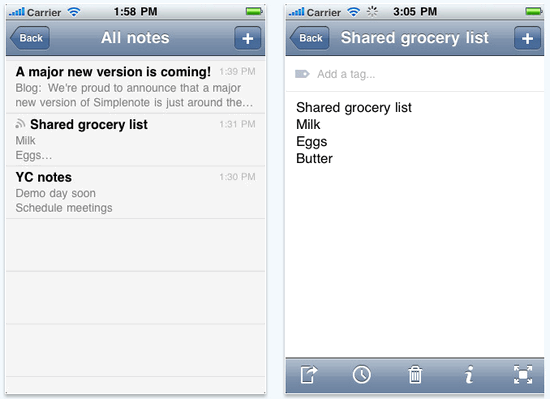 Carrier 1:58 PM
Back All notes +
A major new version is coming! 1:39 PM
Blog: We're proud to announce that a major
new version of Simplenote is just around the...
Shared grocery list 1:31 PM
Milk
Eggs...
YC notes 1:30 PM
Demo day soon
Schedule meetings
Carrier 3:05 PM
Back Shared grocery list +
Add a tag...
Shared grocery list
Milk
Eggs
Butter